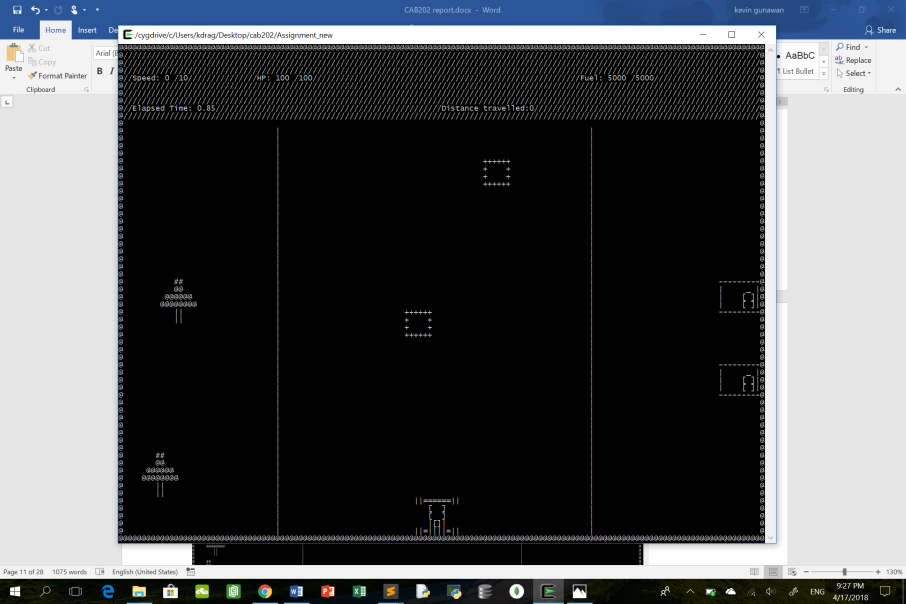 CAB202 report.docx - Word
kevin gunawan
File Home Insert De
Share
Cut
Copy
Format Painter
Paste
Clipboard
Arial (B
B I
/cygdrive/c/Users/kdrag/Desktop/cab202/Assignment_new
AaBbC
1 List Bullet
Find
Replace
Select
Editing
Speed: 0 /10
HP: 100 /100
Fuel: 5000 /5000
Elapsed Time: 0.85
Distance travelled:0
Page 11 of 28 1075 words English (United States)
130%
ENG
9:27 PM
4/17/2018